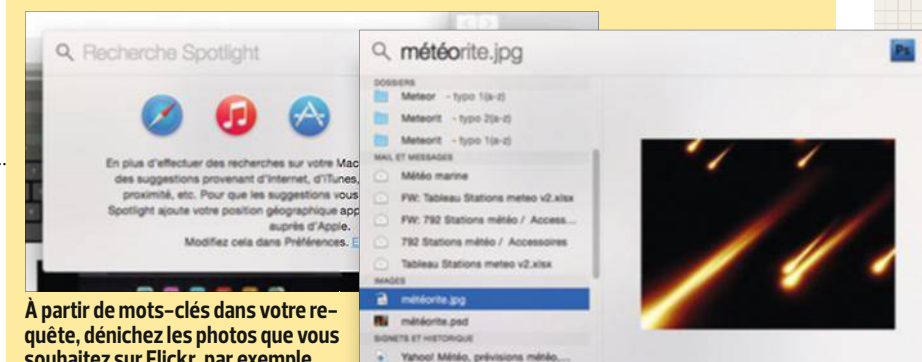 Recherche Spotlight
En plus d'effectuer des recherches sur votre Mac
des suggestions provenant d'Internet, d'iTunes,
proximité, etc. Pour que les suggestions vous
Spotlight ajoute votre position géographique app
auprès d'Apple.
Modifiez cela dans Préférences.
À partir de mots-clés dans votre re-
quête, dénichez les photos que vous
souhaitez sur Flickr, par exemple
météorite.jpg
Ps
DOSSIERS
Meteor - typo 1(a-z)
Meteorit - typo 2(a-z)
Meteorit - typo 1(a-z)
MAIL ET MESSAGES
Météo marine
FW: Tableau Stations meteo v2.xlsx
FW: 792 Stations météo / Access...
792 Stations météo / Accessoires
Tableau Stations meteo v2.xlsx
IMAGES
météorite.jpg
météorite.psd
SIGNETS ET HISTORIQUE
Yahoo! Météo, prévisions météo....